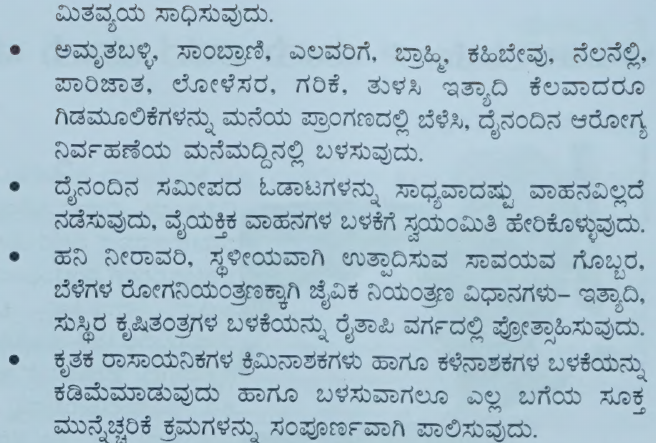 ಮಿತವ್ಯಯ ಸಾಧಿಸುವುದು.
• ಅಮೃತಬಳ್ಳಿ, ಸಾಂಬ್ರಾಣಿ, ಎಲವರಿಗೆ, ಬ್ರಾಹ್ಮಿ, ಕಹಿಬೇವು, ನೆಲನೆಲ್ಲಿ,
ಪಾರಿಜಾತ, ಲೋಳೆಸರ, ಗರಿಕೆ, ತುಳಸಿ ಇತ್ಯಾದಿ ಕೆಲವಾದರೂ
ಗಿಡಮೂಲಿಕೆಗಳನ್ನು ಮನೆಯ ಪ್ರಾಂಗಣದಲ್ಲಿ ಬೆಳೆಸಿ, ದೈನಂದಿನ ಆರೋಗ್ಯ
ನಿರ್ವಹಣೆಯ ಮನೆಮದ್ದಿನಲ್ಲಿ ಬಳಸುವುದು.
• ದೈನಂದಿನ ಸಮೀಪದ ಓಡಾಟಗಳನ್ನು ಸಾಧ್ಯವಾದಷ್ಟು ವಾಹನವಿಲ್ಲದೆ
ನಡೆಸುವುದು, ವೈಯಕ್ತಿಕ ವಾಹನಗಳ ಬಳಕೆಗೆ ಸ್ವಯಂಮಿತಿ ಹೇರಿಕೊಳ್ಳುವುದು.
• ಹನಿ ನೀರಾವರಿ, ಸ್ಥಳೀಯವಾಗಿ ಉತ್ಪಾದಿಸುವ ಸಾವಯವ ಗೊಬ್ಬರ,
ಬೆಳೆಗಳ ರೋಗನಿಯಂತ್ರಣಕ್ಕಾಗಿ ಜೈವಿಕ ನಿಯಂತ್ರಣ ವಿಧಾನಗಳು– ಇತ್ಯಾದಿ,
ಸುಸ್ಥಿರ ಕೃಷಿತಂತ್ರಗಳ ಬಳಕೆಯನ್ನು ರೈತಾಪಿ ವರ್ಗದಲ್ಲಿ ಪ್ರೋತ್ಸಾಹಿಸುವುದು.
• ಕೃತಕ ರಾಸಾಯನಿಕಗಳ ಕ್ರಿಮಿನಾಶಕಗಳು ಹಾಗೂ ಕಳೆನಾಶಕಗಳ ಬಳಕೆಯನ್ನು
ಕಡಿಮೆಮಾಡುವುದು ಹಾಗೂ ಬಳಸುವಾಗಲೂ ಎಲ್ಲ ಬಗೆಯ ಸೂಕ್ತ
ಮುನ್ನೆಚ್ಚರಿಕೆ ಕ್ರಮಗಳನ್ನು ಸಂಪೂರ್ಣವಾಗಿ ಪಾಲಿಸುವುದು.